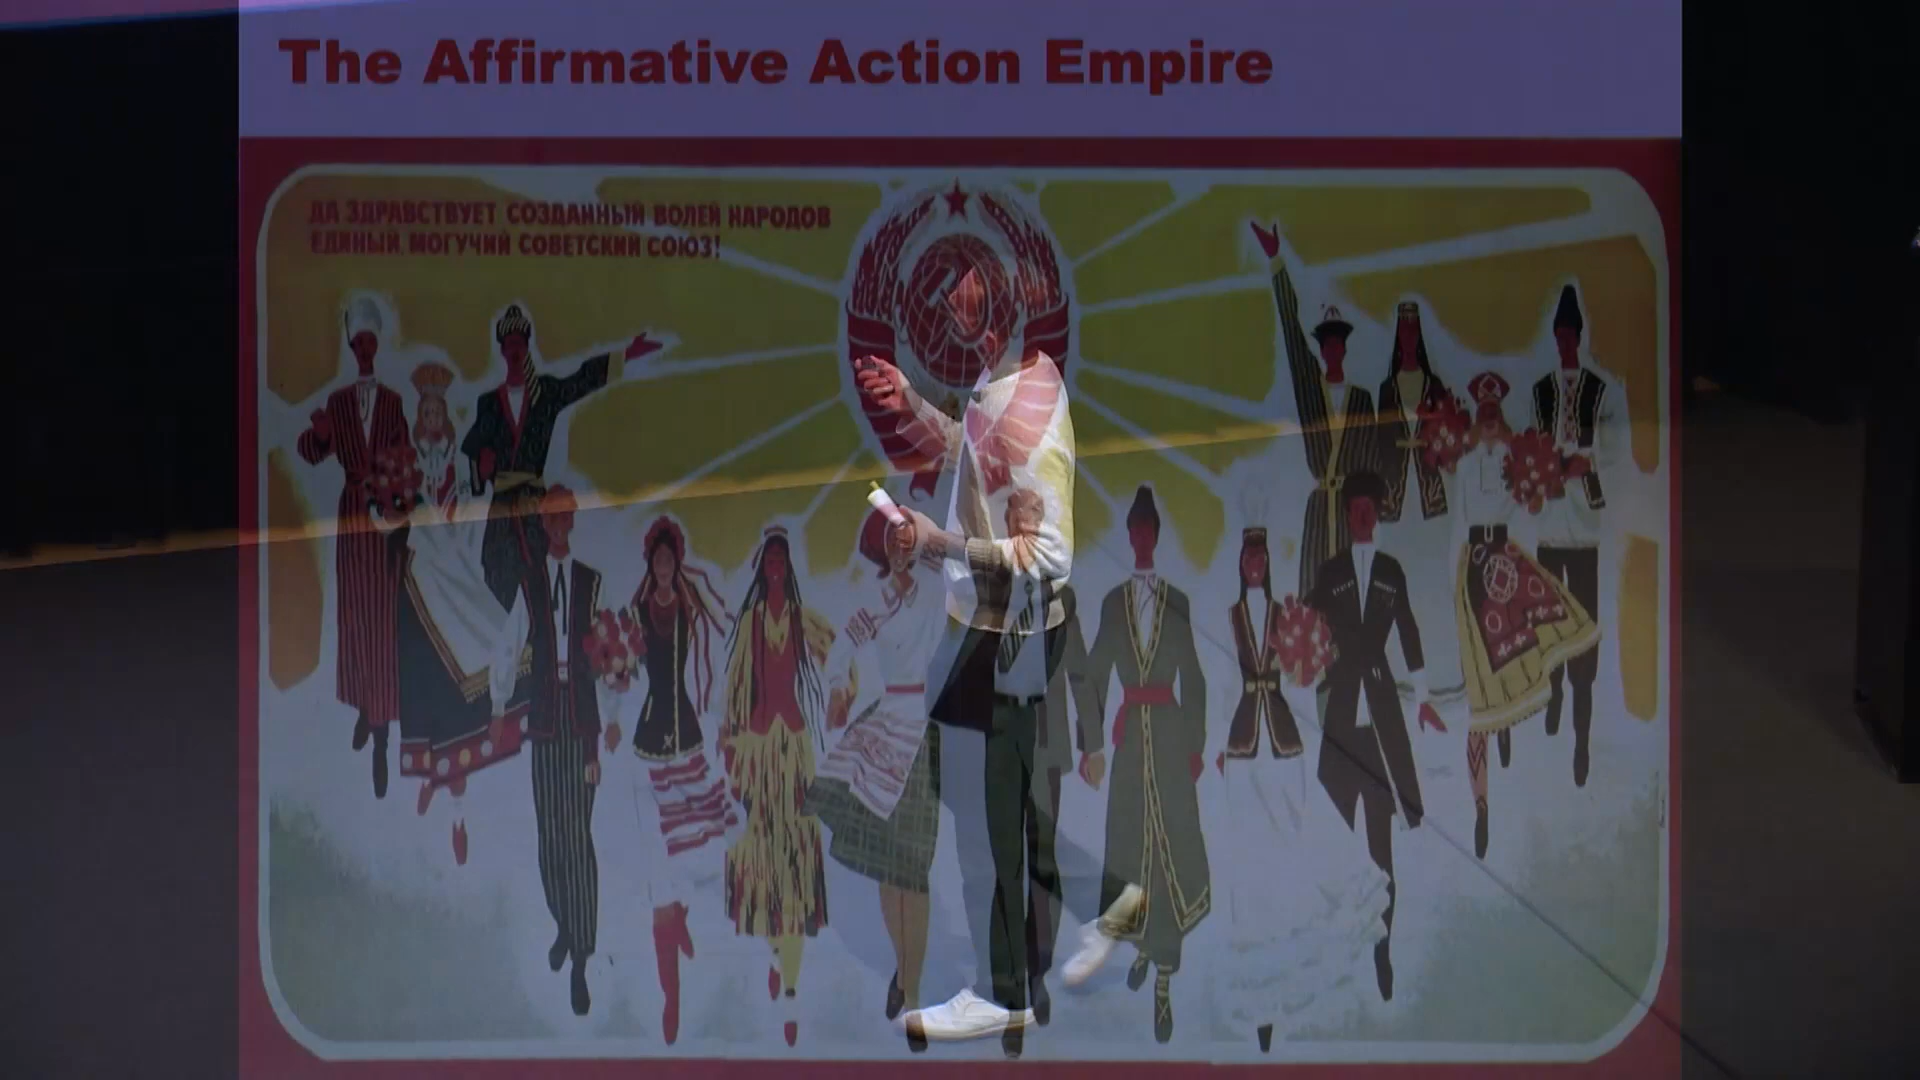 The Affirmative Action Empire
ДА ЗДРАВСТВУЕТ СОЗДАННЫЙ ВОЛЕЙ НАРОДОВ
ЕДИНЫЙ, МОГУЧИЙ СОВЕТСКИЙ СОЮЗ!